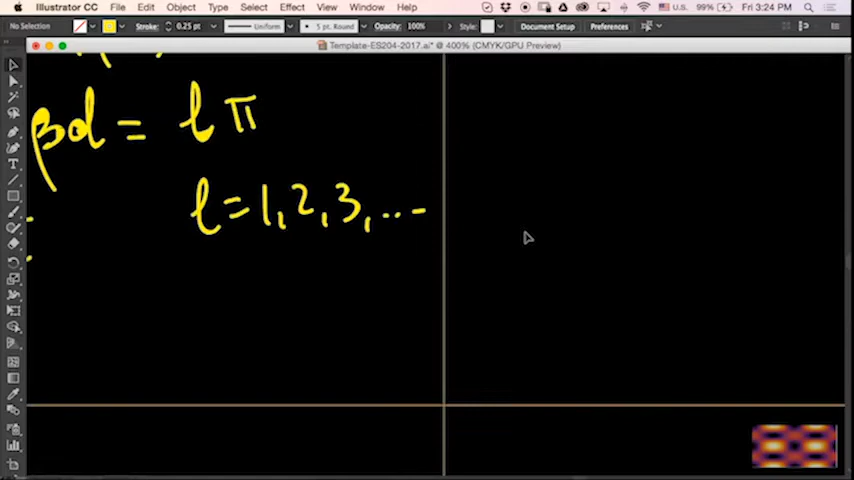 Illustrator CC File Edit Object Type Select Effect View Window Help U.S. 99% Fri 3:24 PM
No Selection Stroke: 0.25 pt Uniform 5 pt. Round Opacity: 100% Style: Document Setup Preferences
Template-ES204-2017.ai* @ 400% (CMYK/GPU Preview)
βd = lπ
l = 1, 2, 3, ...